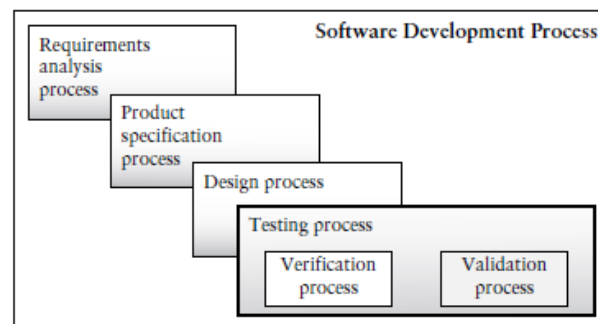 Software Development Process
Requirements
analysis
process
Product
specification
process
Design process
Testing process
Verification
process
Validation
process